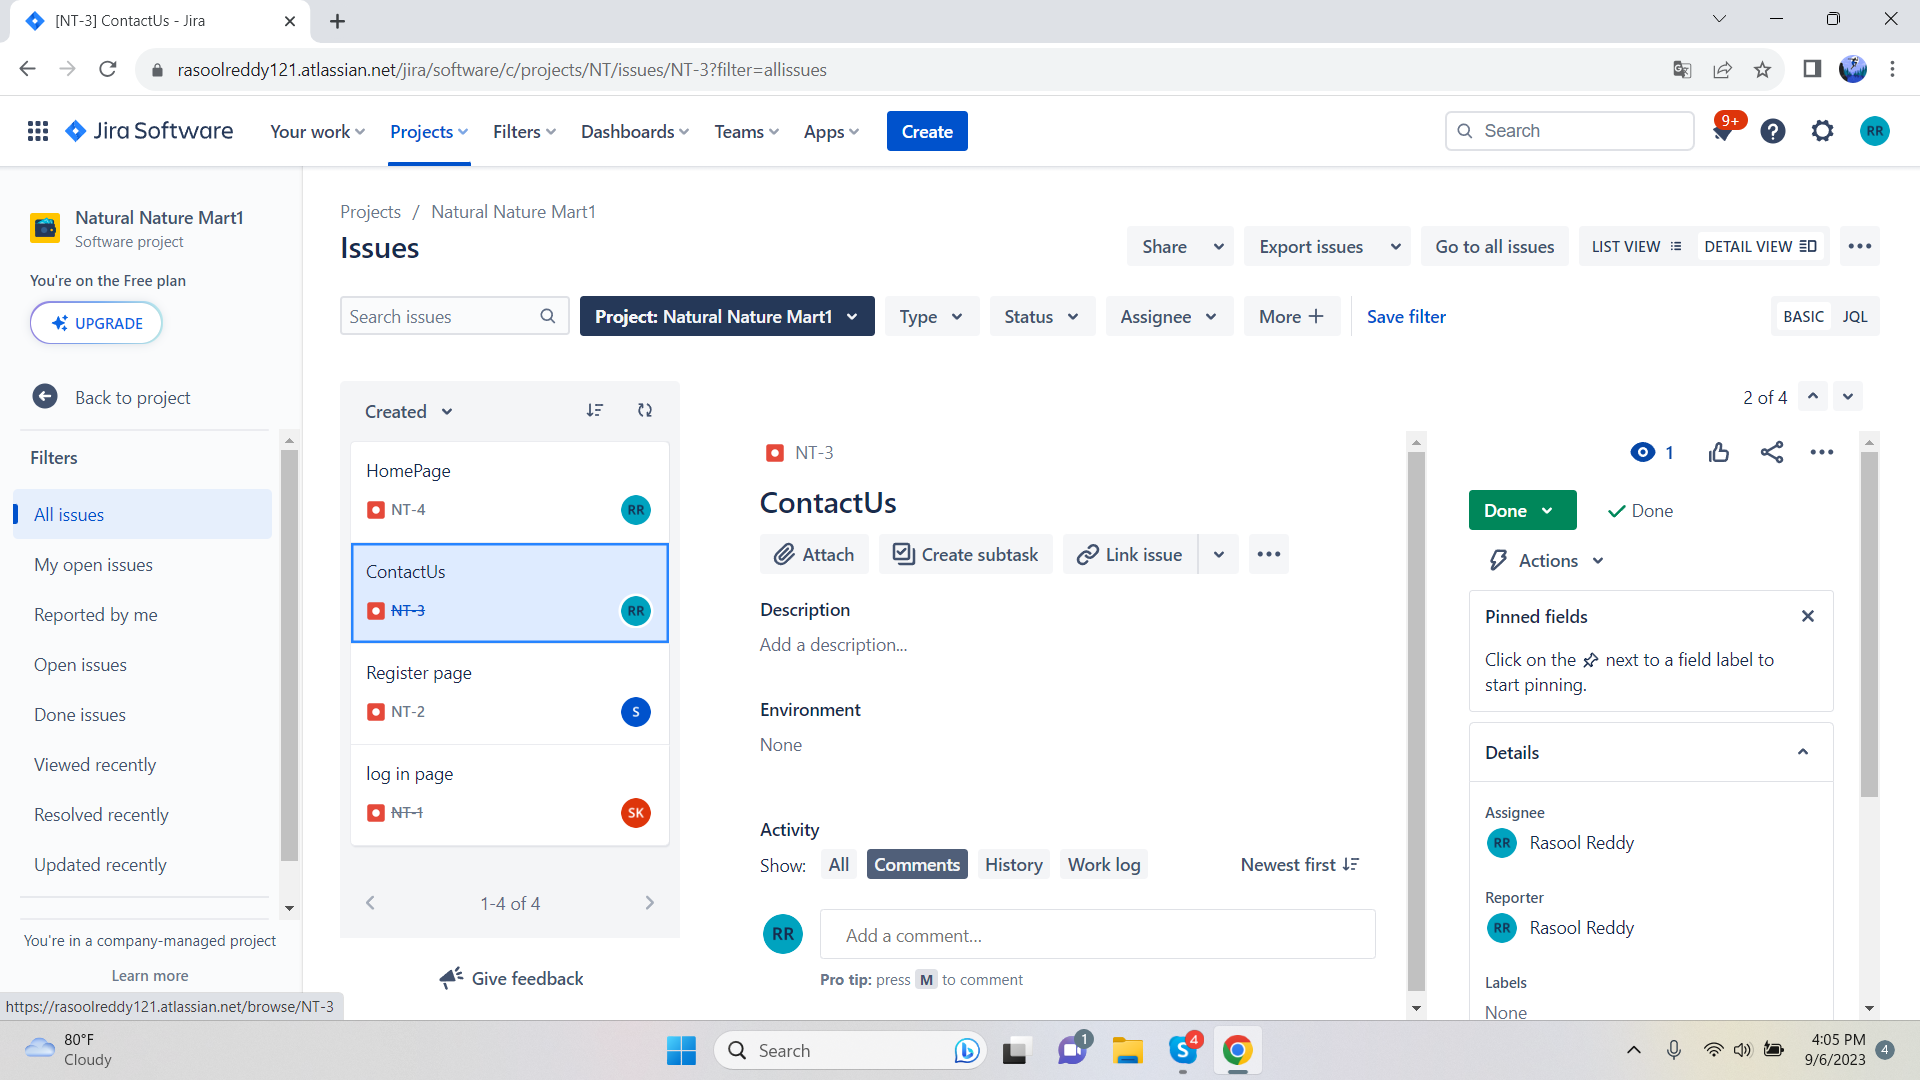 [NT-3] ContactUs - Jira
rasoolreddy121.atlassian.net/jira/software/c/projects/NT/issues/NT-3?filter=allissues
Jira Software
Your work
Projects
Filters
Dashboards
Teams
Apps
Create
Search
9+
RR
Natural Nature Mart1
Software project
You're on the Free plan
UPGRADE
Back to project
Filters
All issues
My open issues
Reported by me
Open issues
Done issues
Viewed recently
Resolved recently
Updated recently
You're in a company-managed project
Learn more
https://rasoolreddy121.atlassian.net/browse/NT-3
Projects / Natural Nature Mart1
Issues
Share
Export issues
Go to all issues
LIST VIEW
DETAIL VIEW
Search issues
Project: Natural Nature Mart1
Type
Status
Assignee
More
Save filter
BASIC
JQL
Created
HomePage
NT-4
RR
ContactUs
NT-3
RR
Register page
NT-2
S
log in page
NT-1
SK
1-4 of 4
Give feedback
2 of 4
NT-3
ContactUs
Attach
Create subtask
Link issue
Description
Add a description...
Environment
None
Activity
Show:
All
Comments
History
Work log
Newest first
RR
Add a comment...
Pro tip: press M to comment
1
Done
Done
Actions
Pinned fields
Click on the next to a field label to
start pinning.
Details
Assignee
RR
Rasool Reddy
Reporter
RR
Rasool Reddy
Labels
None
80°F
Cloudy
Search
1
S
4
4:05 PM
9/6/2023
4